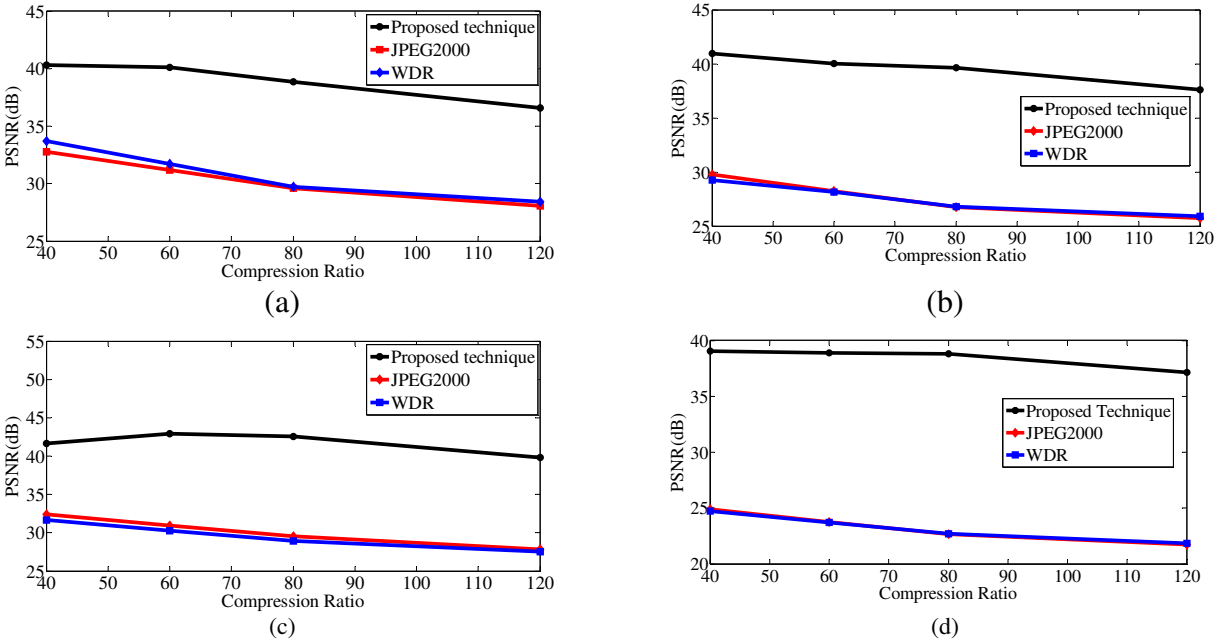 45
40
35
30
25
PSNR(dB)
Proposed technique
JPEG2000
WDR
40 50 60 70 80 90 100 110 120
Compression Ratio
(a)
45
40
35
30
25
PSNR(dB)
Proposed technique
JPEG2000
WDR
40 50 60 70 80 90 100 110 120
Compression Ratio
(b)
55
50
45
40
35
30
25
PSNR(dB)
Proposed technique
JPEG2000
WDR
40 50 60 70 80 90 100 110 120
Compression Ratio
(c)
40
35
30
25
20
PSNR(dB)
Proposed Technique
JPEG2000
WDR
40 50 60 70 80 90 100 110 120
Compression Ratio
(d)